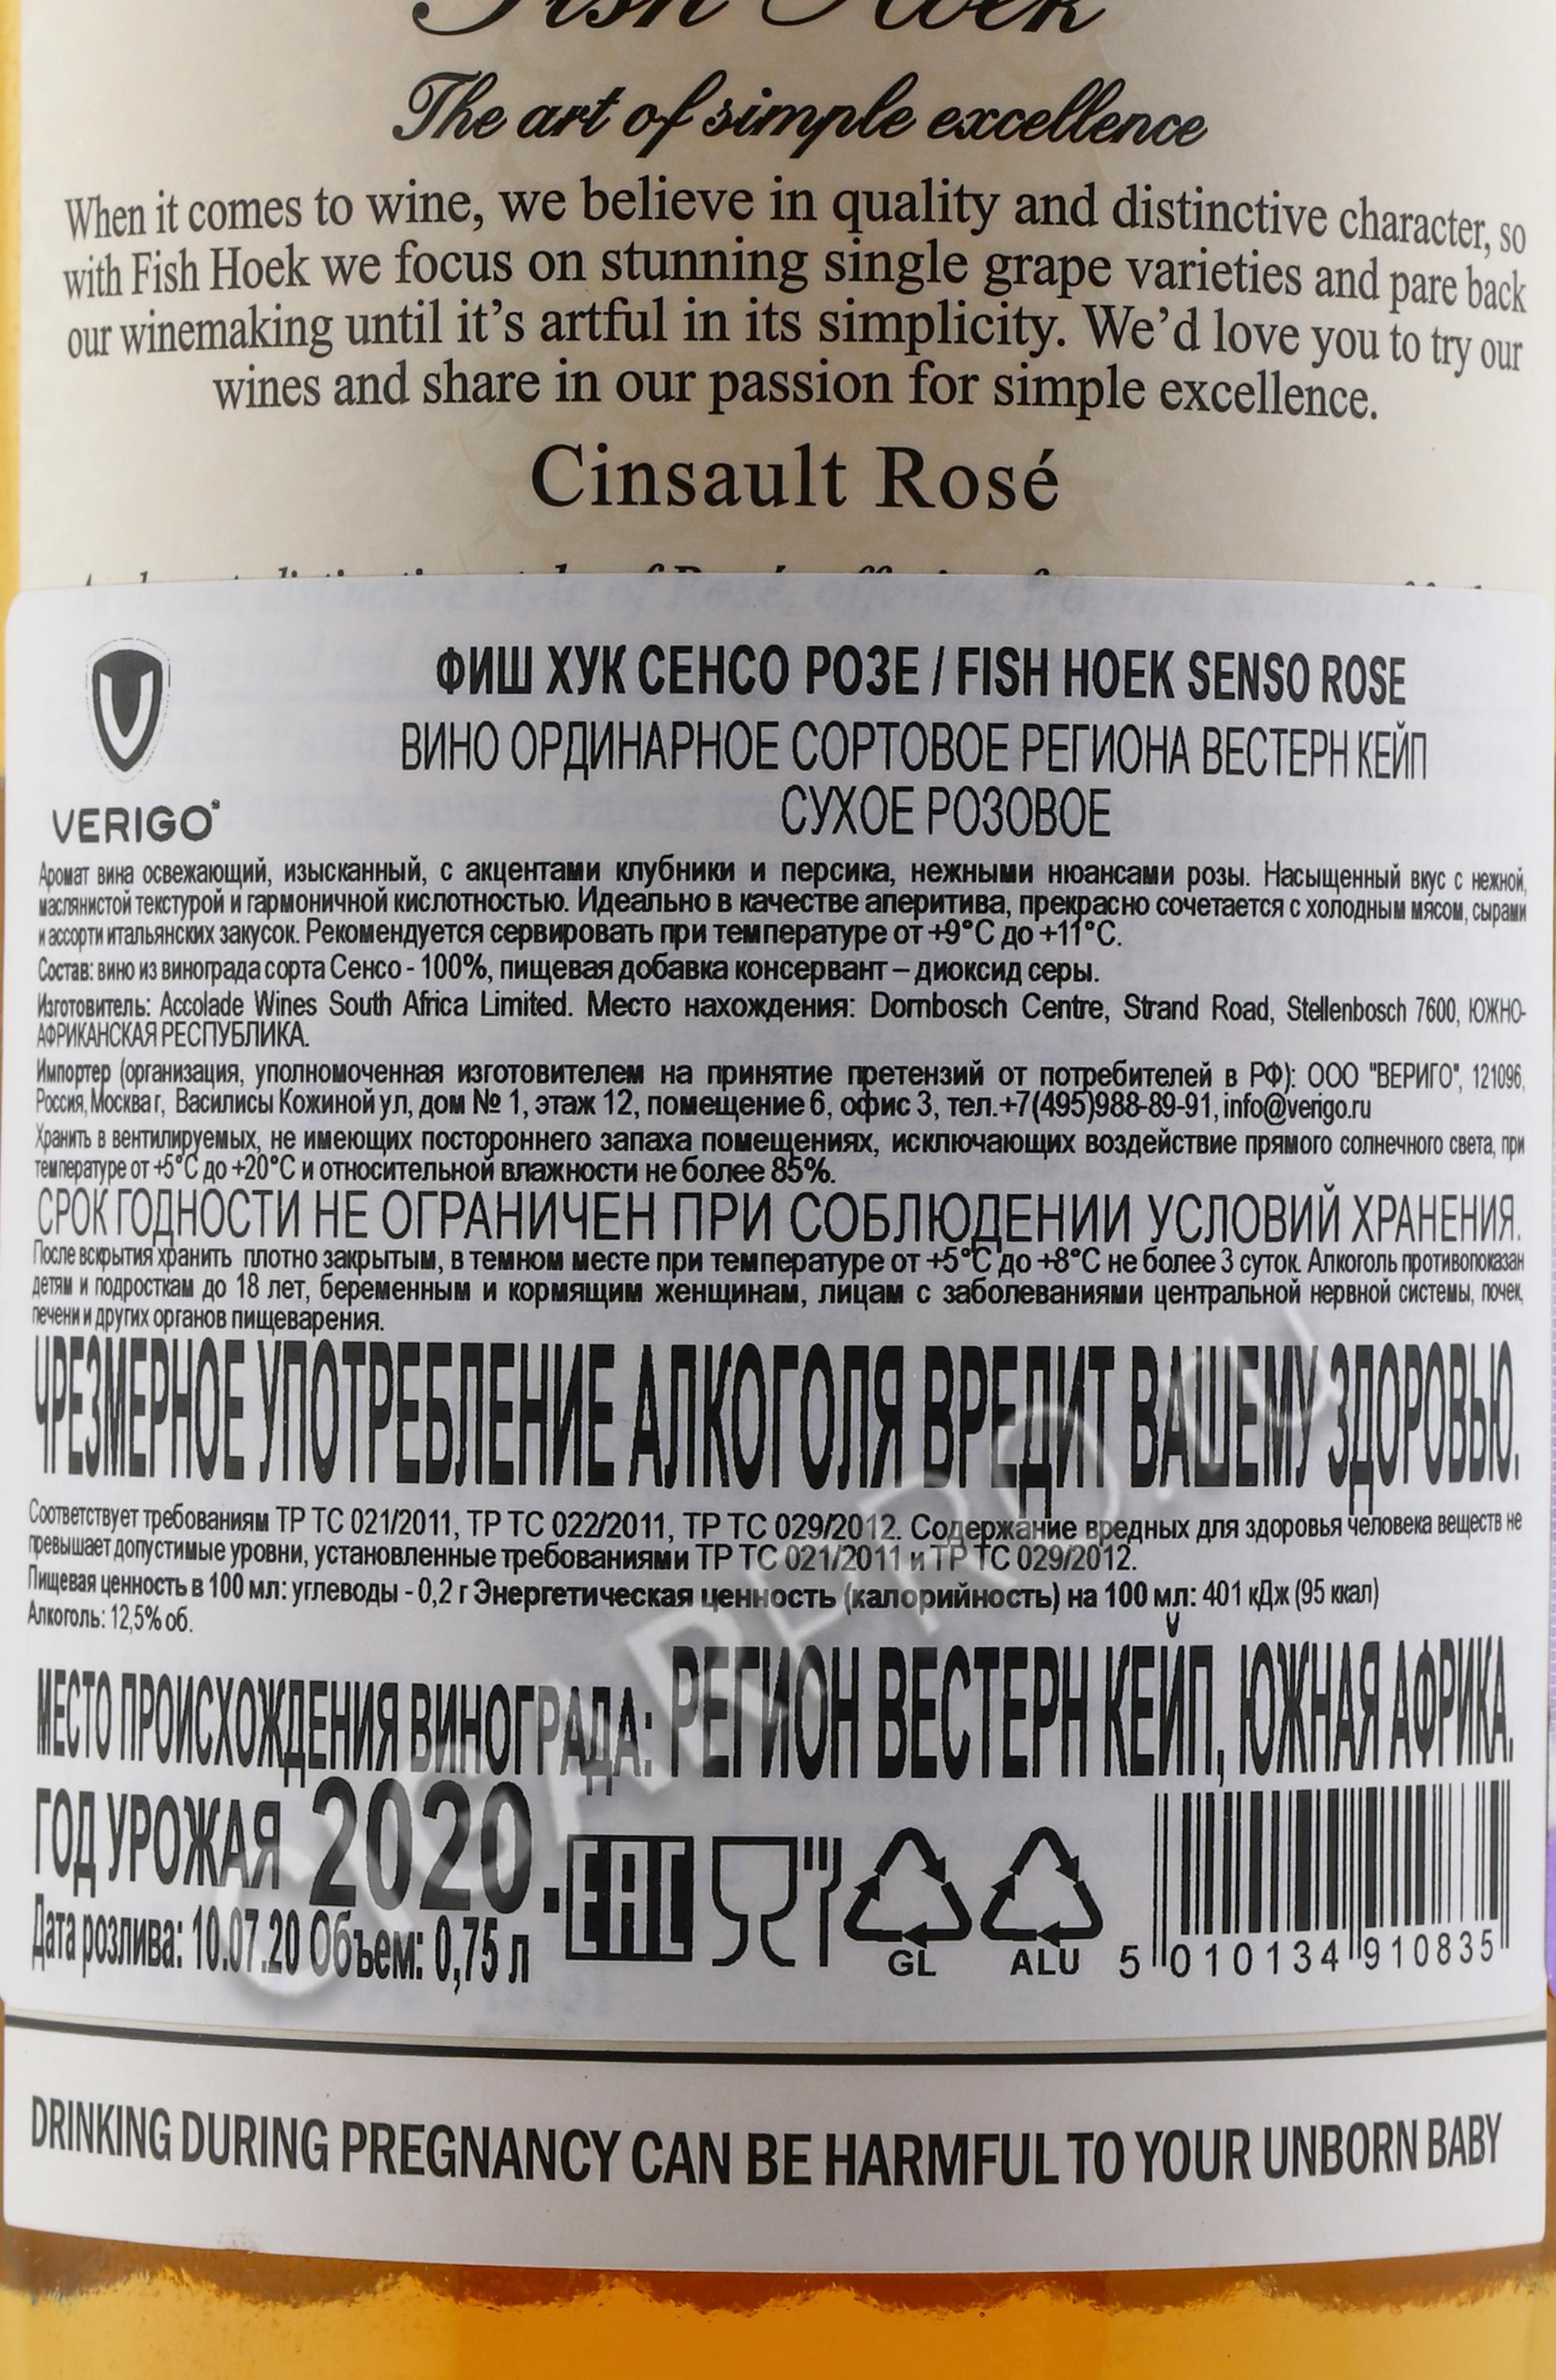 Fish Hoek
The art of simple excellence
When it comes to wine, we believe in quality and distinctive character, so
with Fish Hoek we focus on stunning single grape varieties and pare back
our winemaking until it's artful in its simplicity. We'd love you to try our
wines and share in our passion for simple excellence.
Cinsault Rosé
ФИШ ХУК СЕНСО РОЗЕ / FISH HOEK SENSO ROSE
ВИНО ОРДИНАРНОЕ СОРТОВОЕ РЕГИОНА ВЕСТЕРН КЕЙП
СУХОЕ РОЗОВОЕ
VERIGO
Аромат вина освежающий, изысканный, с акцентами клубники и персика, нежными нюансами розы. Насыщенный вкус с нежной,
маслянистой текстурой и гармоничной кислотностью. Идеально в качестве аперитива, прекрасно сочетается с холодным мясом, сырами
и ассорти итальянских закусок. Рекомендуется сервировать при температуре от +9°С до +11°С.
Состав: вино из винограда сорта Сенсо - 100%, пищевая добавка консервант – диоксид серы.
Изготовитель: Accolade Wines South Africa Limited. Место нахождения: Dornbosch Centre, Strand Road, Stellenbosch 7600, ЮЖНО-
АФРИКАНСКАЯ РЕСПУБЛИКА.
Импортер (организация, уполномоченная изготовителем на принятие претензий от потребителей в РФ): ООО "ВЕРИГО", 121096,
Россия, Москва г, Василисы Кожиной ул, дом № 1, этаж 12, помещение 6, офис 3, тел.+7(495)988-89-91, info@verigo.ru
Хранить в вентилируемых, не имеющих постороннего запаха помещениях, исключающих воздействие прямого солнечного света, при
температуре от +5°С до +20°С и относительной влажности не более 85%.
СРОК ГОДНОСТИ НЕ ОГРАНИЧЕН ПРИ СОБЛЮДЕНИИ УСЛОВИЙ ХРАНЕНИЯ.
После вскрытия хранить плотно закрытым, в темном месте при температуре от +5°С до +8°С не более 3 суток. Алкоголь противопоказан
детям и подросткам до 18 лет, беременным и кормящим женщинам, лицам с заболеваниями центральной нервной системы, почек,
печени и других органов пищеварения.
ЧРЕЗМЕРНОЕ УПОТРЕБЛЕНИЕ АЛКОГОЛЯ ВРЕДИТ ВАШЕМУ ЗДОРОВЬЮ.
Соответствует требованиям ТР ТС 021/2011, ТР ТС 022/2011, ТР ТС 029/2012. Содержание вредных для здоровья человека веществ не
превышает допустимые уровни, установленные требованиями ТР ТС 021/2011 и ТР ТС 029/2012.
Пищевая ценность в 100 мл: углеводы - 0,2 г Энергетическая ценность (калорийность) на 100 мл: 401 кДж (95 ккал)
Алкоголь: 12,5% об.
МЕСТО ПРОИСХОЖДЕНИЯ ВИНОГРАДА: РЕГИОН ВЕСТЕРН КЕЙП, ЮЖНАЯ АФРИКА.
ГОД УРОЖАЯ 2020.
Дата розлива: 10.07.20 Объем: 0,75 л
EAC
GL
ALU
5 010134 910835
DRINKING DURING PREGNANCY CAN BE HARMFUL TO YOUR UNBORN BABY